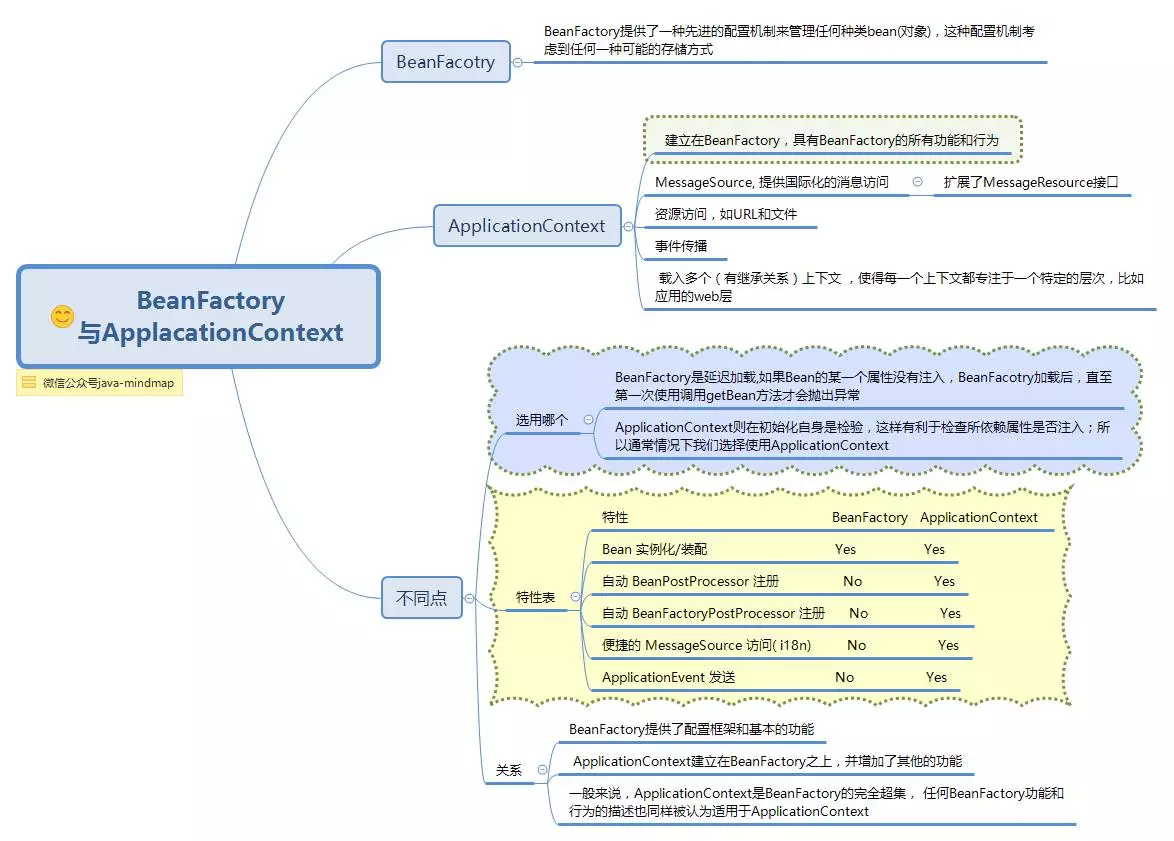 BeanFacotry
BeanFactory提供了一种先进的配置机制来管理任何种类bean(对象)，这种配置机制考
虑到任何一种可能的存储方式
ApplicationContext
建立在BeanFactory，具有BeanFactory的所有功能和行为
MessageSource, 提供国际化的消息访问
扩展了MessageResource接口
资源访问，如URL和文件
事件传播
载入多个（有继承关系）上下文 ，使得每一个上下文都专注于一个特定的层次，比如
应用的web层
BeanFactory
与ApplacationContext
微信公众号java-mindmap
不同点
选用哪个
BeanFactory是延迟加载,如果Bean的某一个属性没有注入，BeanFacotry加载后，直至
第一次使用调用getBean方法才会抛出异常
ApplicationContext则在初始化自身是检验，这样有利于检查所依赖属性是否注入；所
以通常情况下我们选择使用ApplicationContext
特性表
特性 BeanFactory ApplicationContext
Bean 实例化/装配 Yes Yes
自动 BeanPostProcessor 注册 No Yes
自动 BeanFactoryPostProcessor 注册 No Yes
便捷的 MessageSource 访问( i18n) No Yes
ApplicationEvent 发送 No Yes
关系
BeanFactory提供了配置框架和基本的功能
ApplicationContext建立在BeanFactory之上，并增加了其他的功能
一般来说，ApplicationContext是BeanFactory的完全超集， 任何BeanFactory功能和
行为的描述也同样被认为适用于ApplicationContext